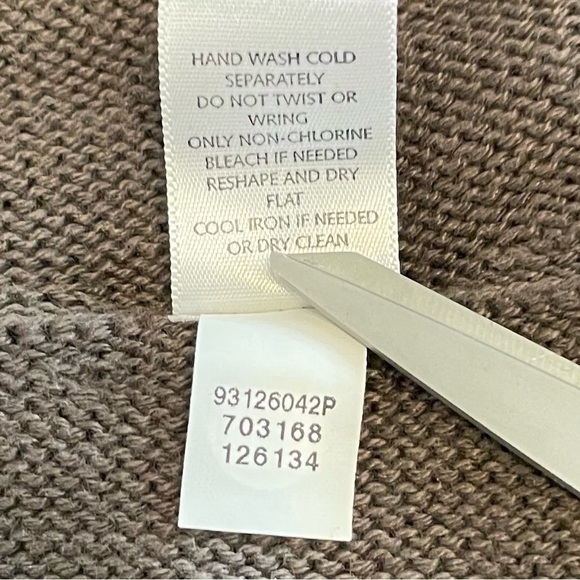 HAND WASH COLD
SEPARATELY
DO NOT TWIST OR
WRING
ONLY NON-CHLORINE
BLEACH IF NEEDED
RESHAPE AND DRY
FLAT
COOL IRON IF NEEDED
OR DRY CLEAN
93126042P
703168
126134